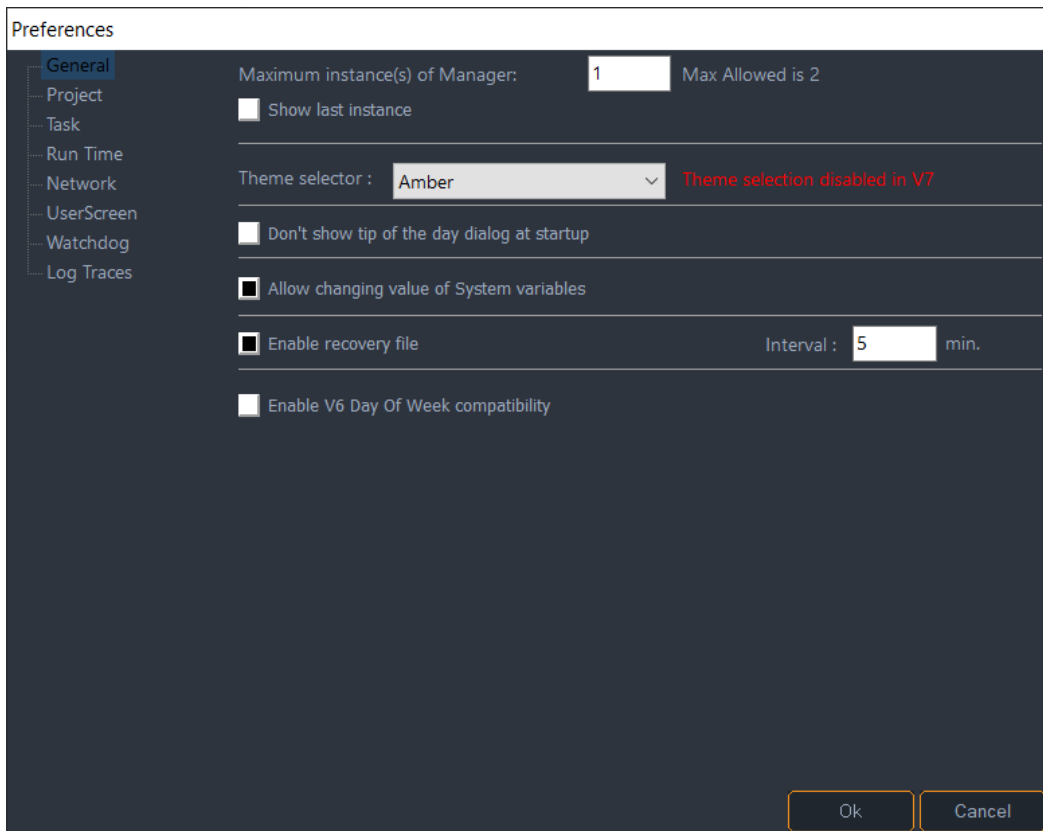 Preferences
General
Project
Task
Run Time
Network
UserScreen
Watchdog
Log Traces
Maximum instance(s) of Manager: 1 Max Allowed is 2
Show last instance
Theme selector : Amber Theme selection disabled in V7
Don't show tip of the day dialog at startup
Allow changing value of System variables
Enable recovery file Interval : 5 min.
Enable V6 Day Of Week compatibility
Ok Cancel